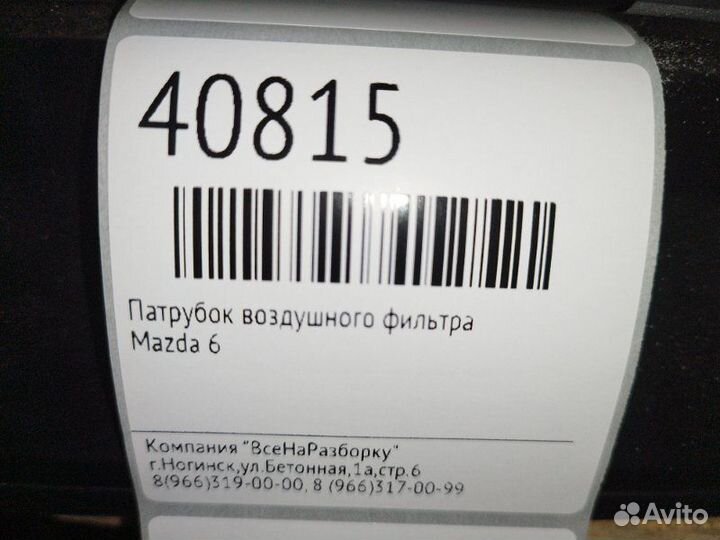 40815
Патрубок воздушного фильтра
Mazda 6
Компания "ВсеНаРазборку"
г.Ногинск,ул.Бетонная,1а,стр.6
8(966)319-00-00, 8 (966)317-00-99
Avito